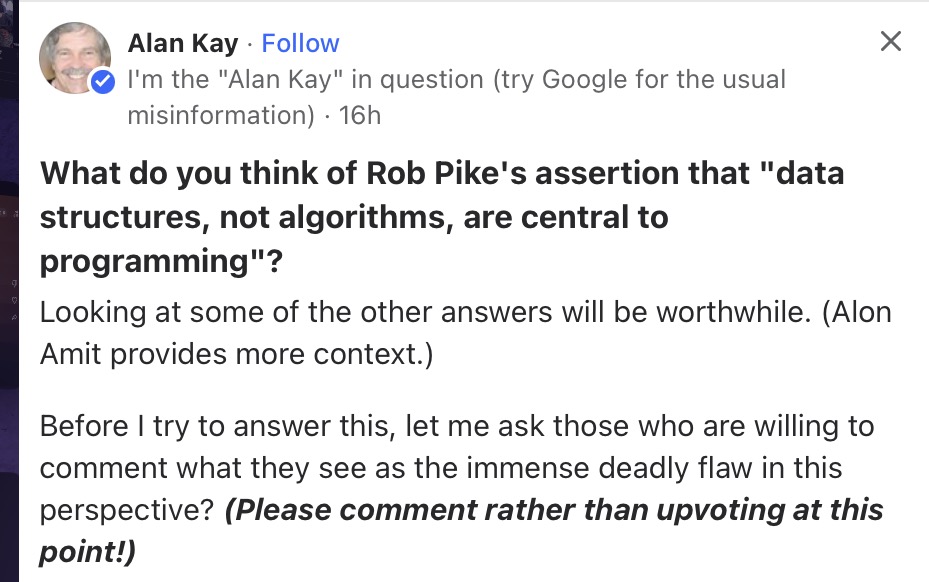 Alan Kay · Follow
I'm the "Alan Kay" in question (try Google for the usual
misinformation) · 16h
What do you think of Rob Pike's assertion that "data
structures, not algorithms, are central to
programming"?
Looking at some of the other answers will be worthwhile. (Alon
Amit provides more context.)
Before I try to answer this, let me ask those who are willing to
comment what they see as the immense deadly flaw in this
perspective? (Please comment rather than upvoting at this
point!)